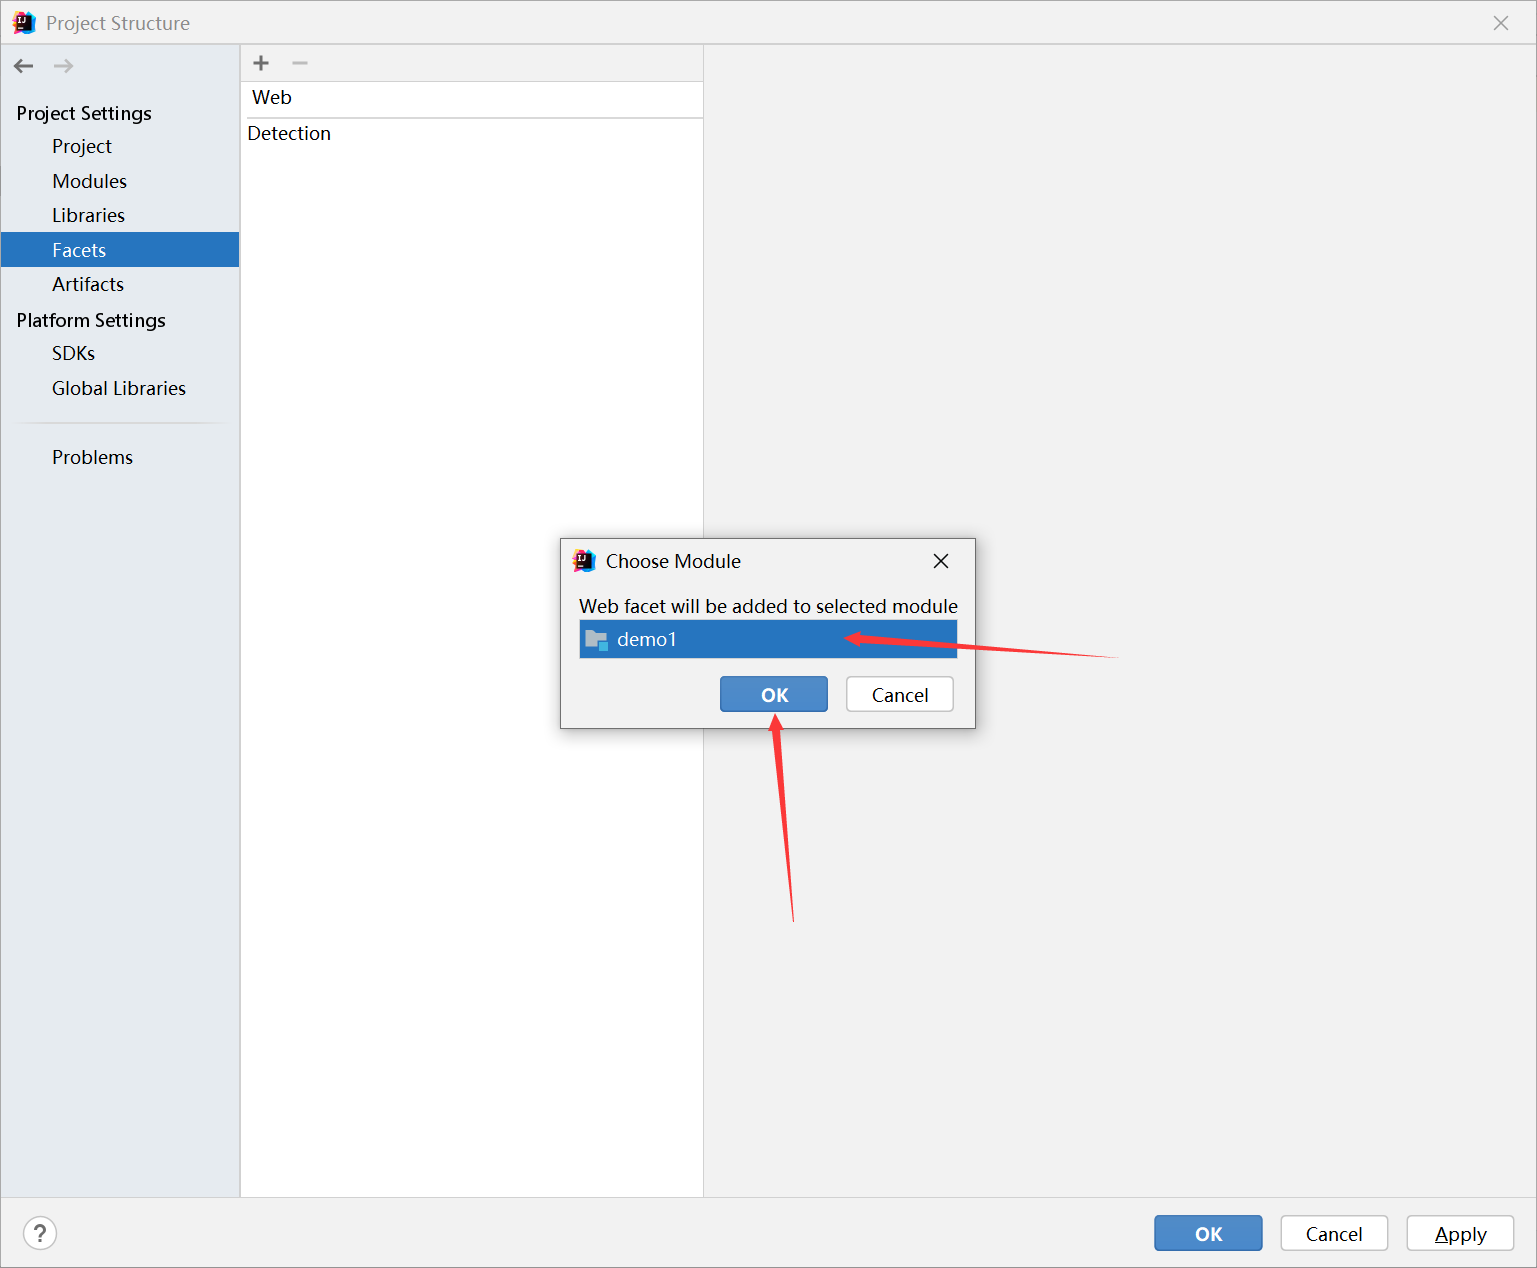 Project Structure
Project Settings
Project
Modules
Libraries
Facets
Artifacts
Platform Settings
SDKs
Global Libraries
Problems
Web
Detection
Choose Module
Web facet will be added to selected module
demo1
OK
Cancel
?
OK
Cancel
Apply